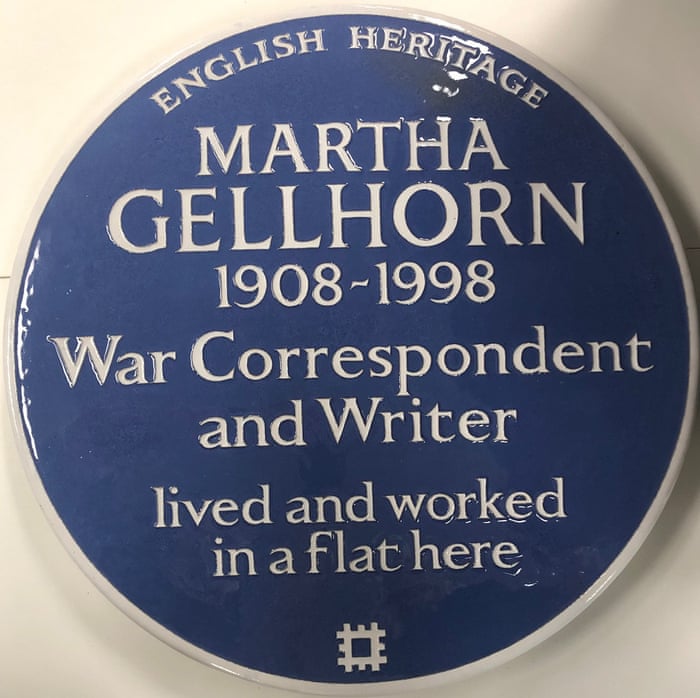 ENGLISH HERITAGE
MARTHA
GELLHORN
1908-1998
War Correspondent
and Writer
lived and worked
in a flat here